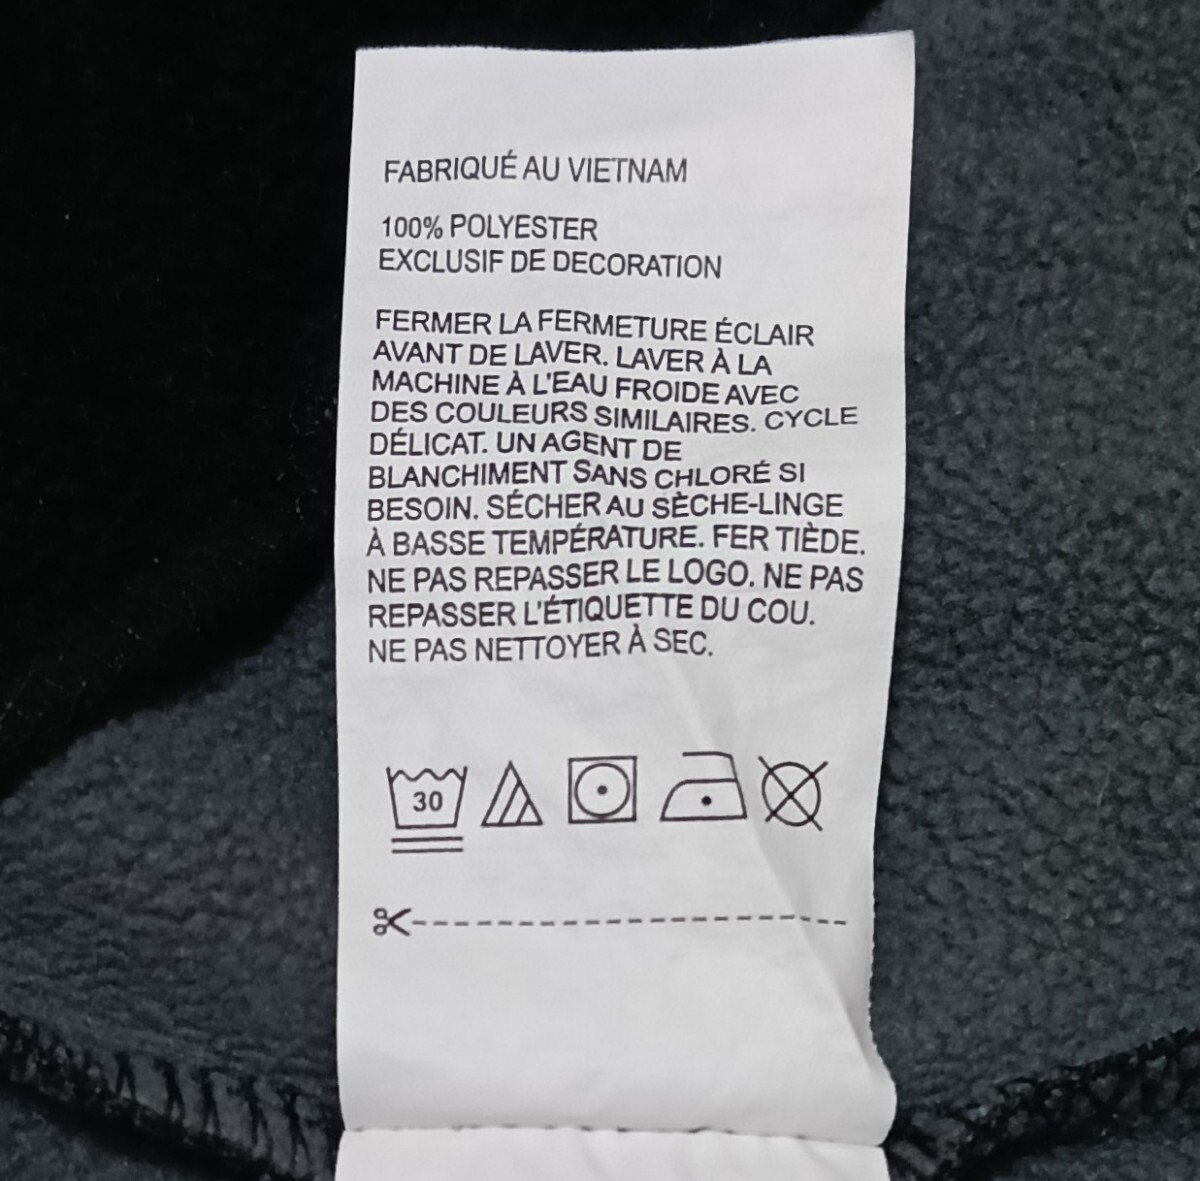 FABRIQUÉ AU VIETNAM
100% POLYESTER
EXCLUSIF DE DECORATION
FERMER LA FERMETURE ÉCLAIR
AVANT DE LAVER. LAVER À LA
MACHINE À L'EAU FROIDE AVEC
DES COULEURS SIMILAIRES. CYCLE
DÉLICAT. UN AGENT DE
BLANCHIMENT SANS CHLORÉ SI
BESOIN. SÉCHER AU SÈCHE-LINGE
À BASSE TEMPÉRATURE. FER TIÈDE.
NE PAS REPASSER LE LOGO. NE PAS
REPASSER L'ÉTIQUETTE DU COU.
NE PAS NETTOYER À SEC.
30